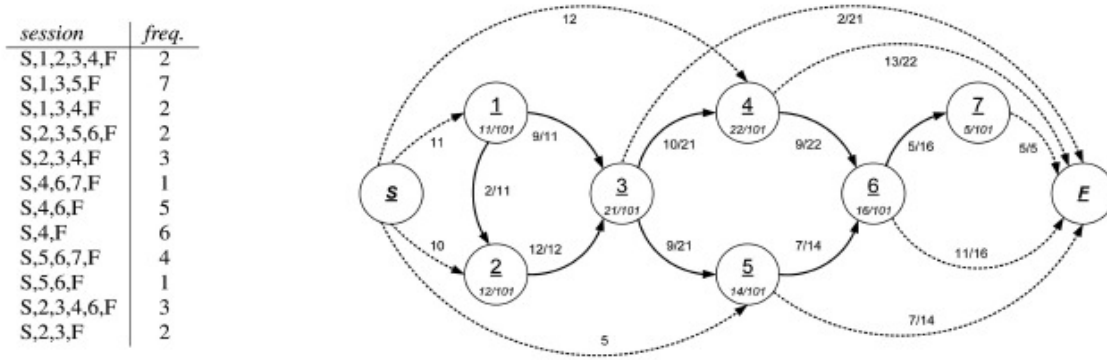 session freq.
S,1,2,3,4,F 2
S,1,3,5,F 7
S,1,3,4,F 2
S,2,3,5,6,F 2
S,2,3,4,F 3
S,4,6,7,F 1
S,4,6,F 5
S,4,F 6
S,5,6,7,F 4
S,5,6,F 1
S,2,3,4,6,F 3
S,2,3,F 2
12
2/21
13/22
1
11/101
4
22/101
7
5/101
11
9/11
10/21
9/22
5/16
5/5
S
2/11
3
21/101
6
16/101
F
10
12/12
9/21
7/14
11/16
2
12/101
5
14/101
5
7/14